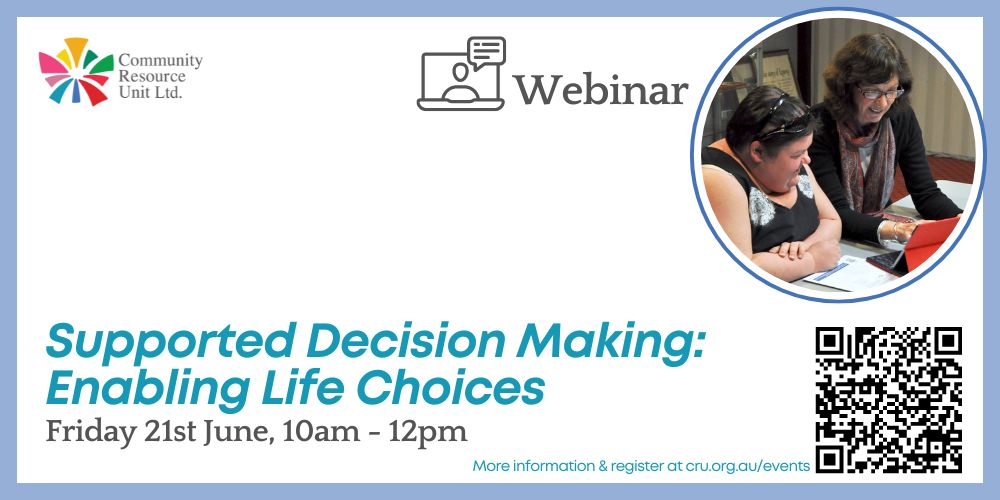 Community
Resource
Unit Ltd.
Webinar
Supported Decision Making:
Enabling Life Choices
Friday 21st June, 10am - 12pm
More information & register at cru.org.au/events